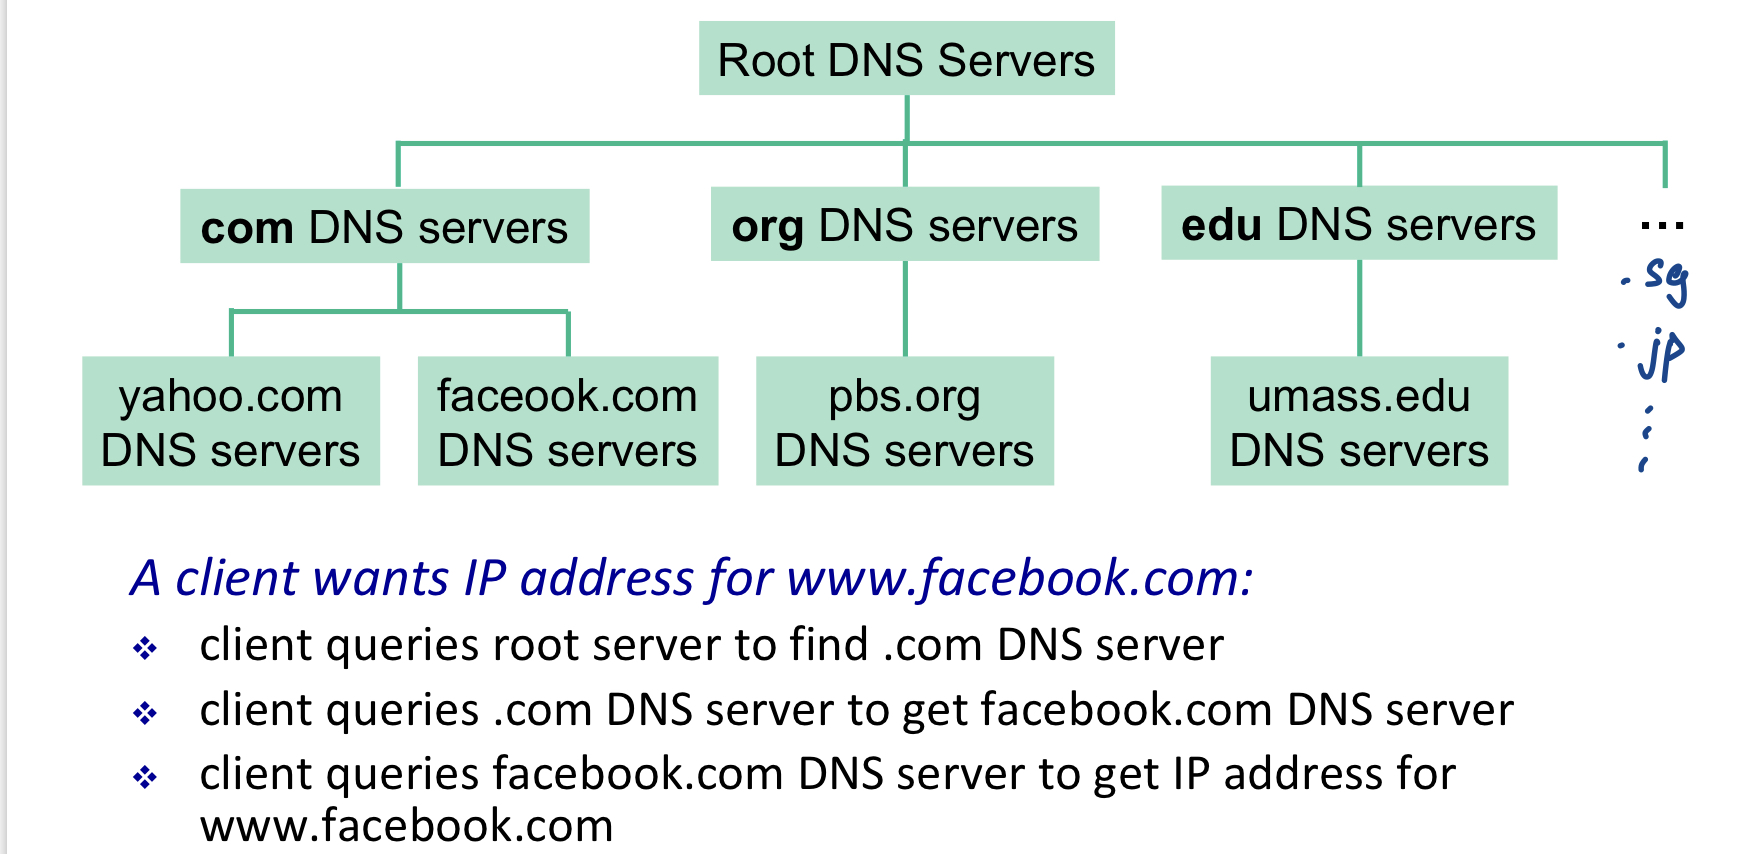 Root DNS Servers
com DNS servers
org DNS servers
edu DNS servers
...
. sg
. jp
yahoo.com
DNS servers
faceook.com
DNS servers
pbs.org
DNS servers
umass.edu
DNS servers
A client wants IP address for www.facebook.com:
client queries root server to find .com DNS server
client queries .com DNS server to get facebook.com DNS server
client queries facebook.com DNS server to get IP address for
www.facebook.com